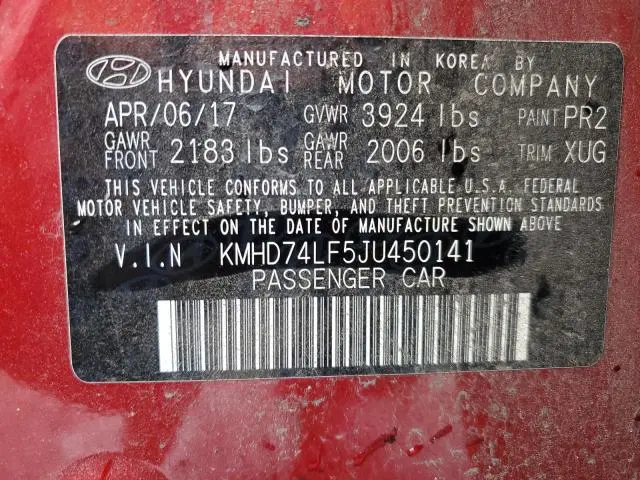 MANUFACTURED IN KOREA BY
HYUNDAI MOTOR COMPANY
APR/06/17 GVWR 3924 lbs PAINT PR2
GAWR FRONT 2183 lbs GAWR REAR 2006 lbs TRIM XUG
THIS VEHICLE CONFORMS TO ALL APPLICABLE U.S.A. FEDERAL
MOTOR VEHICLE SAFETY, BUMPER, AND THEFT PREVENTION STANDARDS
IN EFFECT ON THE DATE OF MANUFACTURE SHOWN ABOVE
V.I.N KMHD74LF5JU450141
PASSENGER CAR